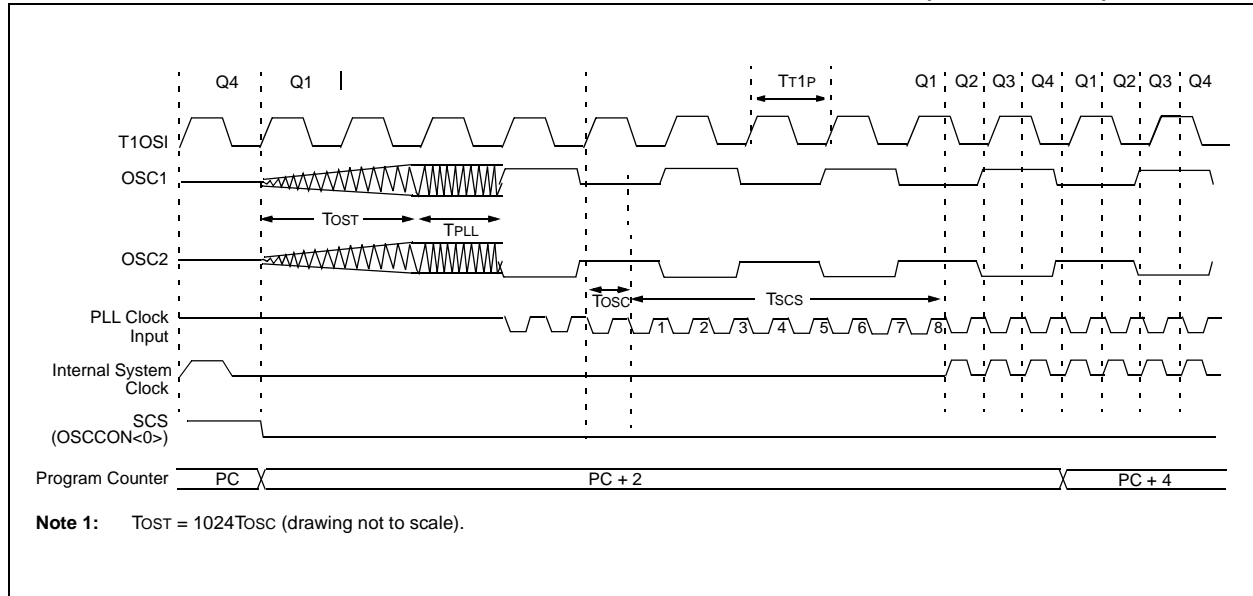 Q4 Q1 TT1P Q1 Q2 Q3 Q4 Q1 Q2 Q3 Q4
T1OSI
OSC1
TOST
TPLL
OSC2
TOSC TSCS
PLL Clock
Input
1 2 3 4 5 6 7 8
Internal System
Clock
SCS
(OSCCON<0>)
Program Counter PC PC + 2 PC + 4
Note 1: TOST = 1024TOSC (drawing not to scale).